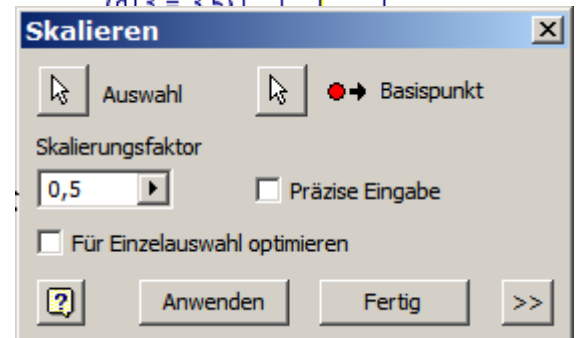 Skalieren
Auswahl
Basispunkt
Skalierungsfaktor
0,5
Präzise Eingabe
Für Einzelauswahl optimieren
?
Anwenden
Fertig
>>